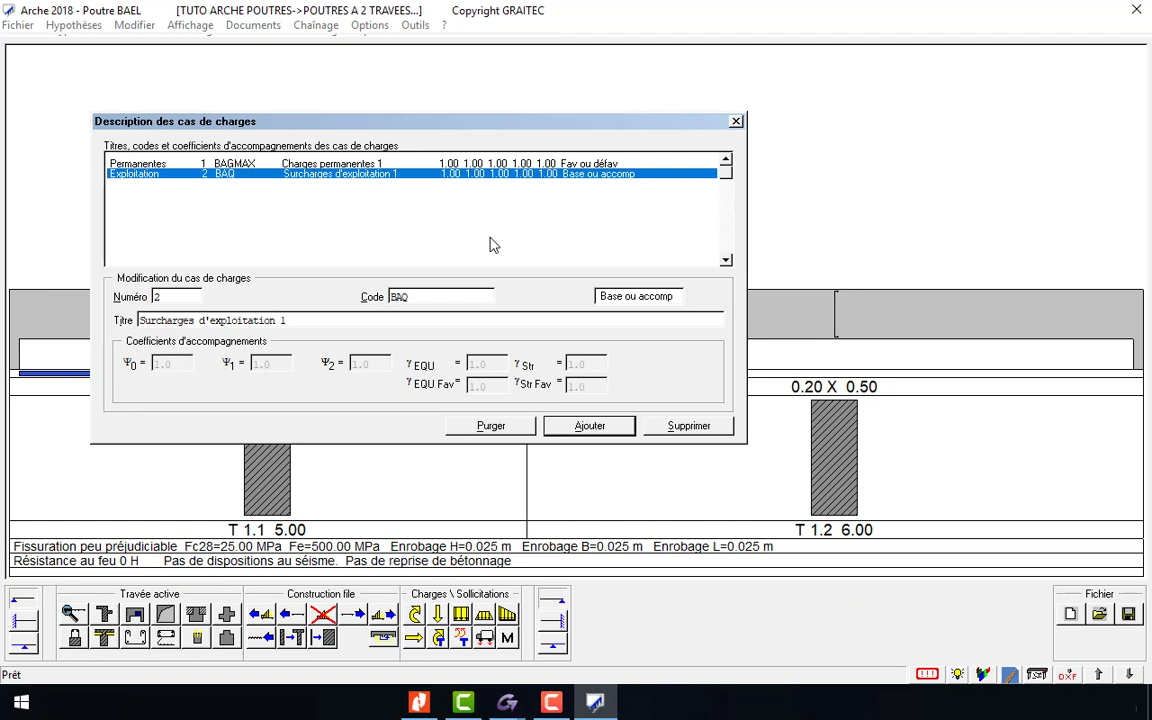 Arche 2018 - Poutre BAEL [TUTO ARCHE POUTRES->POUTRES A 2 TRAVEES...] Copyright GRAITEC
Fichier Hypothèses Modifier Affichage Documents Chaînage Options Outils ?
Description des cas de charges
Titres, codes et coefficients d'accompagnements des cas de charges
Permanentes 1 BAGMAX Charges permanentes 1 1.00 1.00 1.00 1.00 1.00 Fav ou défav
Exploitation 2 BAQ Surcharges d'exploitation 1 1.00 1.00 1.00 1.00 1.00 Base ou accomp
Modification du cas de charges
Numéro 2 Code BAQ Base ou accomp
Titre Surcharges d'exploitation 1
Coefficients d'accompagnements
Ψ0 = 1.0 Ψ1 = 1.0 Ψ2 = 1.0 γ EQU = 1.0 γ Str = 1.0
γ EQU Fav = 1.0 γ Str Fav = 1.0
Purger Ajouter Supprimer
0.20 X 0.50
T 1.1 5.00 T 1.2 6.00
Fissuration peu préjudiciable Fc28=25.00 MPa Fe=500.00 MPa Enrobage H=0.025 m Enrobage B=0.025 m Enrobage L=0.025 m
Résistance au feu 0 H Pas de dispositions au séisme. Pas de reprise de bétonnage
Travée active Construction file Charges \ Sollicitations Fichier
M
Prêt
DXF